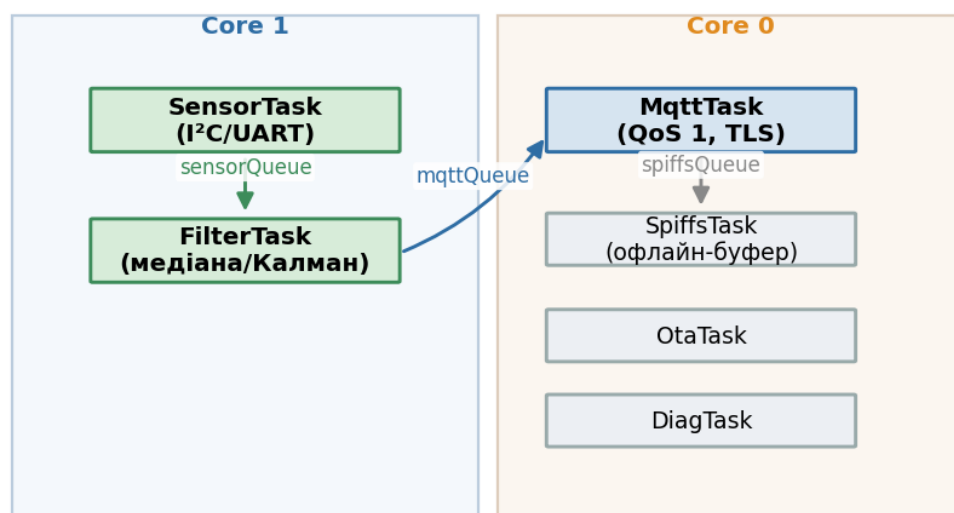 Core 1
SensorTask
(I²C/UART)
sensorQueue
FilterTask
(медіана/Калман)
mqttQueue
Core 0
MqttTask
(QoS 1, TLS)
spiffsQueue
SpiffsTask
(офлайн-буфер)
OtaTask
DiagTask